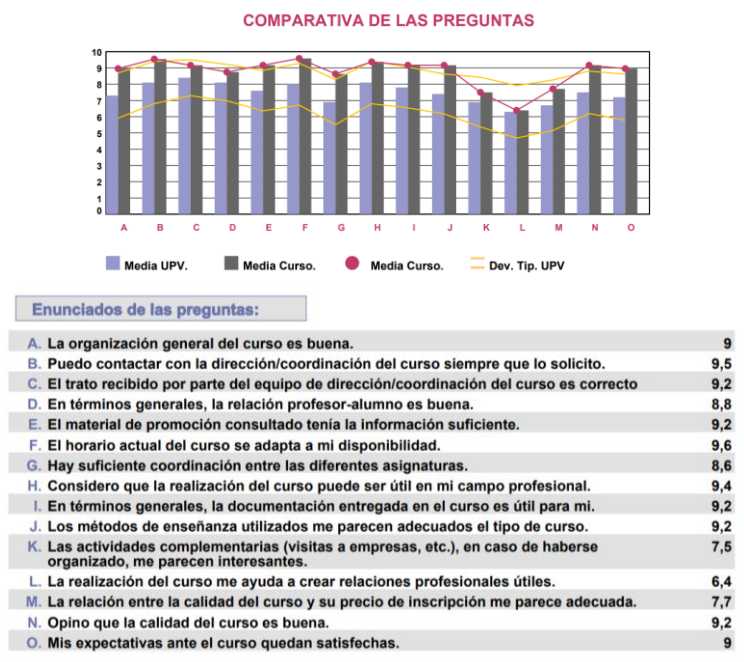 COMPARATIVA DE LAS PREGUNTAS
10
9
8
7
6
5
4
3
2
1
0
A B C D E F G H I J K L M N O
Media UPV. Media Curso. Media Curso. Dev. Tip. UPV
Enunciados de las preguntas:
A. La organización general del curso es buena. 9
B. Puedo contactar con la dirección/coordinación del curso siempre que lo solicito. 9,5
C. El trato recibido por parte del equipo de dirección/coordinación del curso es correcto 9,2
D. En términos generales, la relación profesor-alumno es buena. 8,8
E. El material de promoción consultado tenía la información suficiente. 9,2
F. El horario actual del curso se adapta a mi disponibilidad. 9,6
G. Hay suficiente coordinación entre las diferentes asignaturas. 8,6
H. Considero que la realización del curso puede ser útil en mi campo profesional. 9,4
I. En términos generales, la documentación entregada en el curso es útil para mi. 9,2
J. Los métodos de enseñanza utilizados me parecen adecuados el tipo de curso. 9,2
K. Las actividades complementarias (visitas a empresas, etc.), en caso de haberse 7,5
organizado, me parecen interesantes.
L. La realización del curso me ayuda a crear relaciones profesionales útiles. 6,4
M. La relación entre la calidad del curso y su precio de inscripción me parece adecuada. 7,7
N. Opino que la calidad del curso es buena. 9,2
O. Mis expectativas ante el curso quedan satisfechas. 9